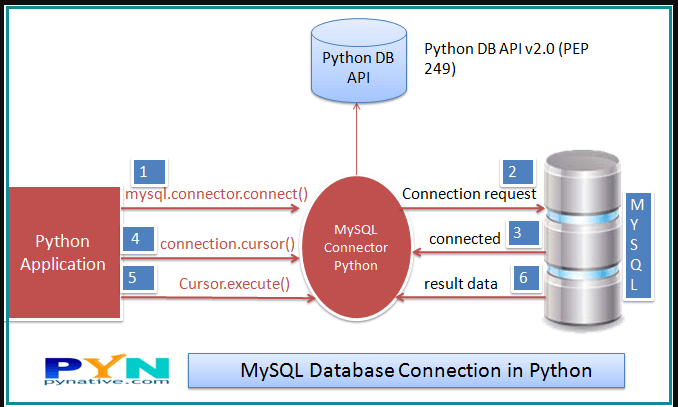 Python DB
API
Python DB API v2.0 (PEP
249)
1
mysql.connector.connect()
2
Connection request
Python
Application
MySQL
Connector
Python
4
connection.cursor()
connected
3
5
Cursor.execute()
result data
6
M
Y
S
Q
L
PYN
pynative.com
MySQL Database Connection in Python